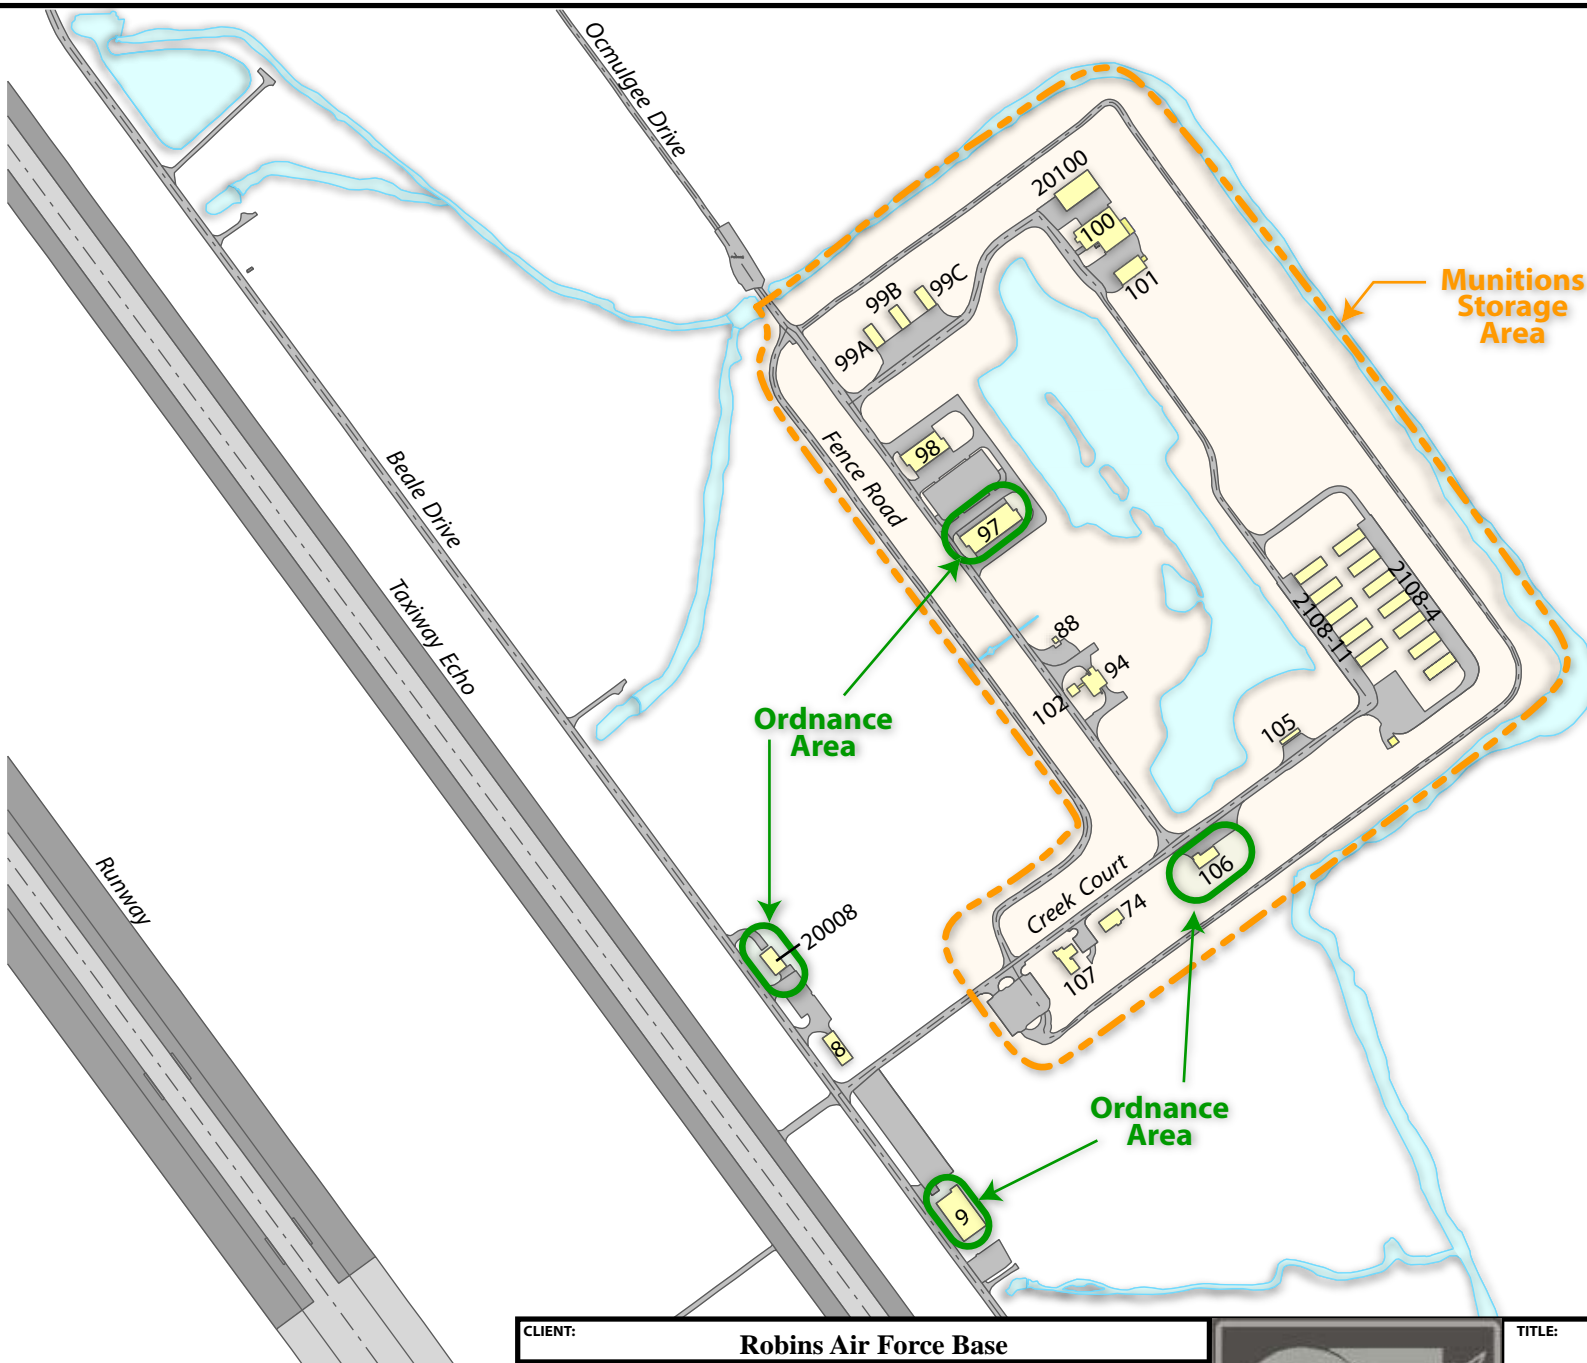 Ocmulgee Drive
20100
100
101
Munitions
Storage
Area
99C
99B
99A
Fence Road
98
97
Beale Drive
Taxiway Echo
2108-4
2108-11
88
94
102
105
Ordnance
Area
106
Creek Court
74
107
20008
8
Runway
Ordnance
Area
9
CLIENT:
Robins Air Force Base
TITLE: